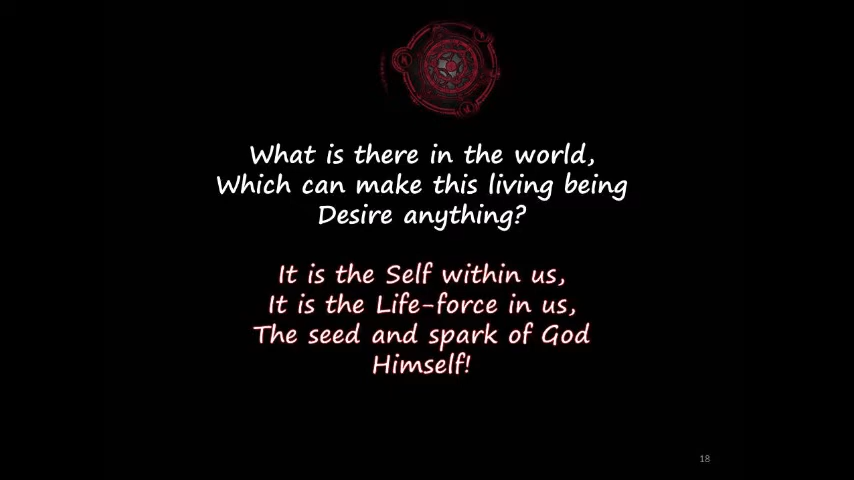 What is there in the world,
Which can make this living being
Desire anything?
It is the Self within us,
It is the Life-force in us,
The seed and spark of God
Himself!
18